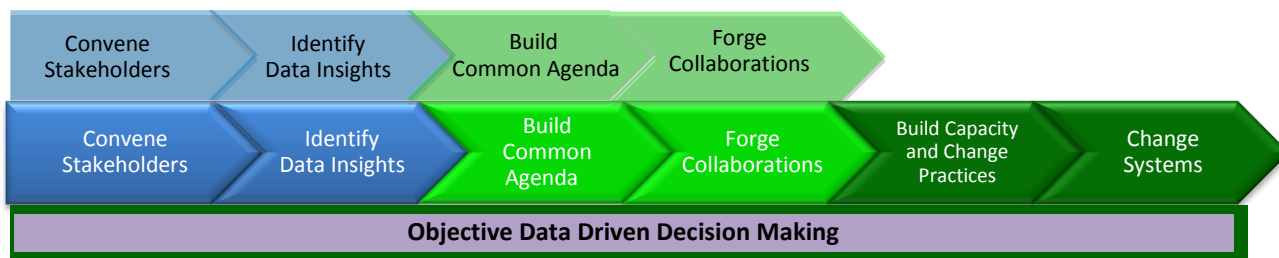 Convene
Stakeholders
Identify
Data Insights
Build
Common Agenda
Forge
Collaborations
Convene
Stakeholders
Identify
Data Insights
Build
Common
Agenda
Forge
Collaborations
Build Capacity
and Change
Practices
Change
Systems
Objective Data Driven Decision Making